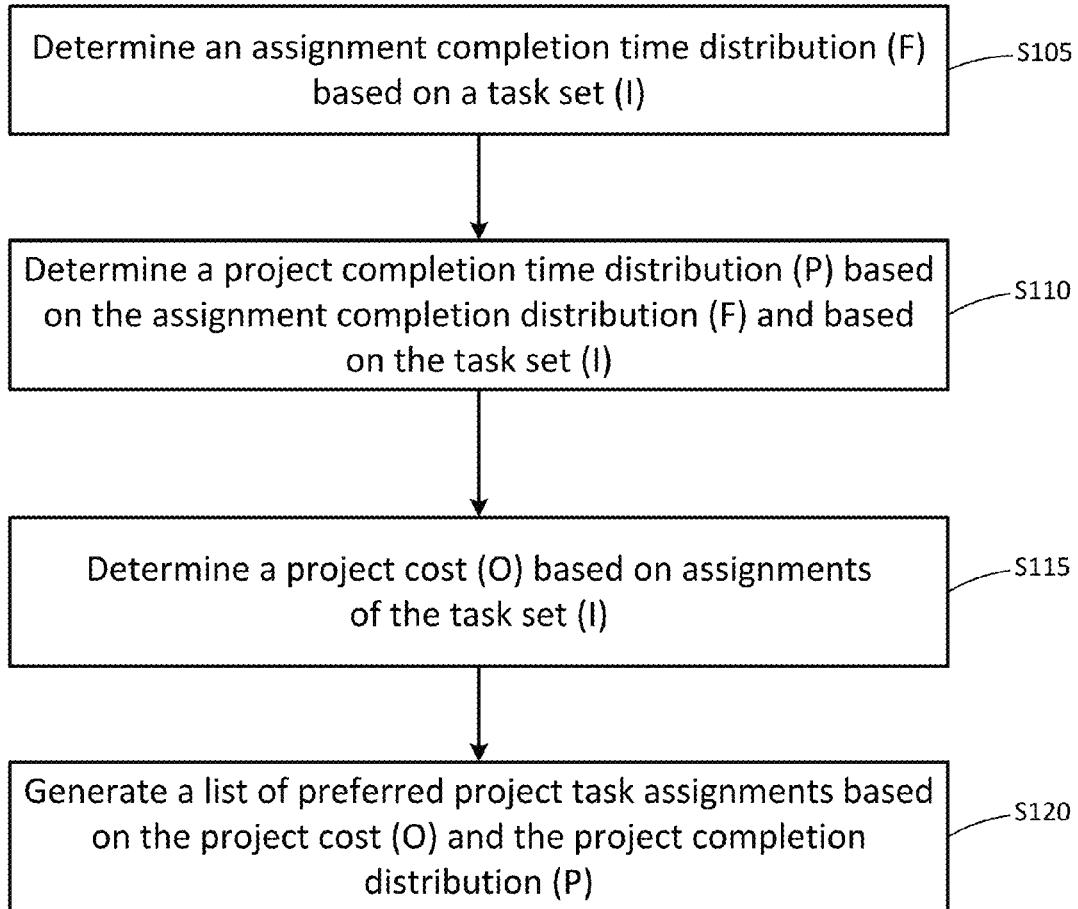 Determine an assignment completion time distribution (F)
based on a task set (I)
S105
Determine a project completion time distribution (P) based
on the assignment completion distribution (F) and based
on the task set (I)
S110
Determine a project cost (O) based on assignments
of the task set (I)
S115
Generate a list of preferred project task assignments based
on the project cost (O) and the project completion
distribution (P)
S120